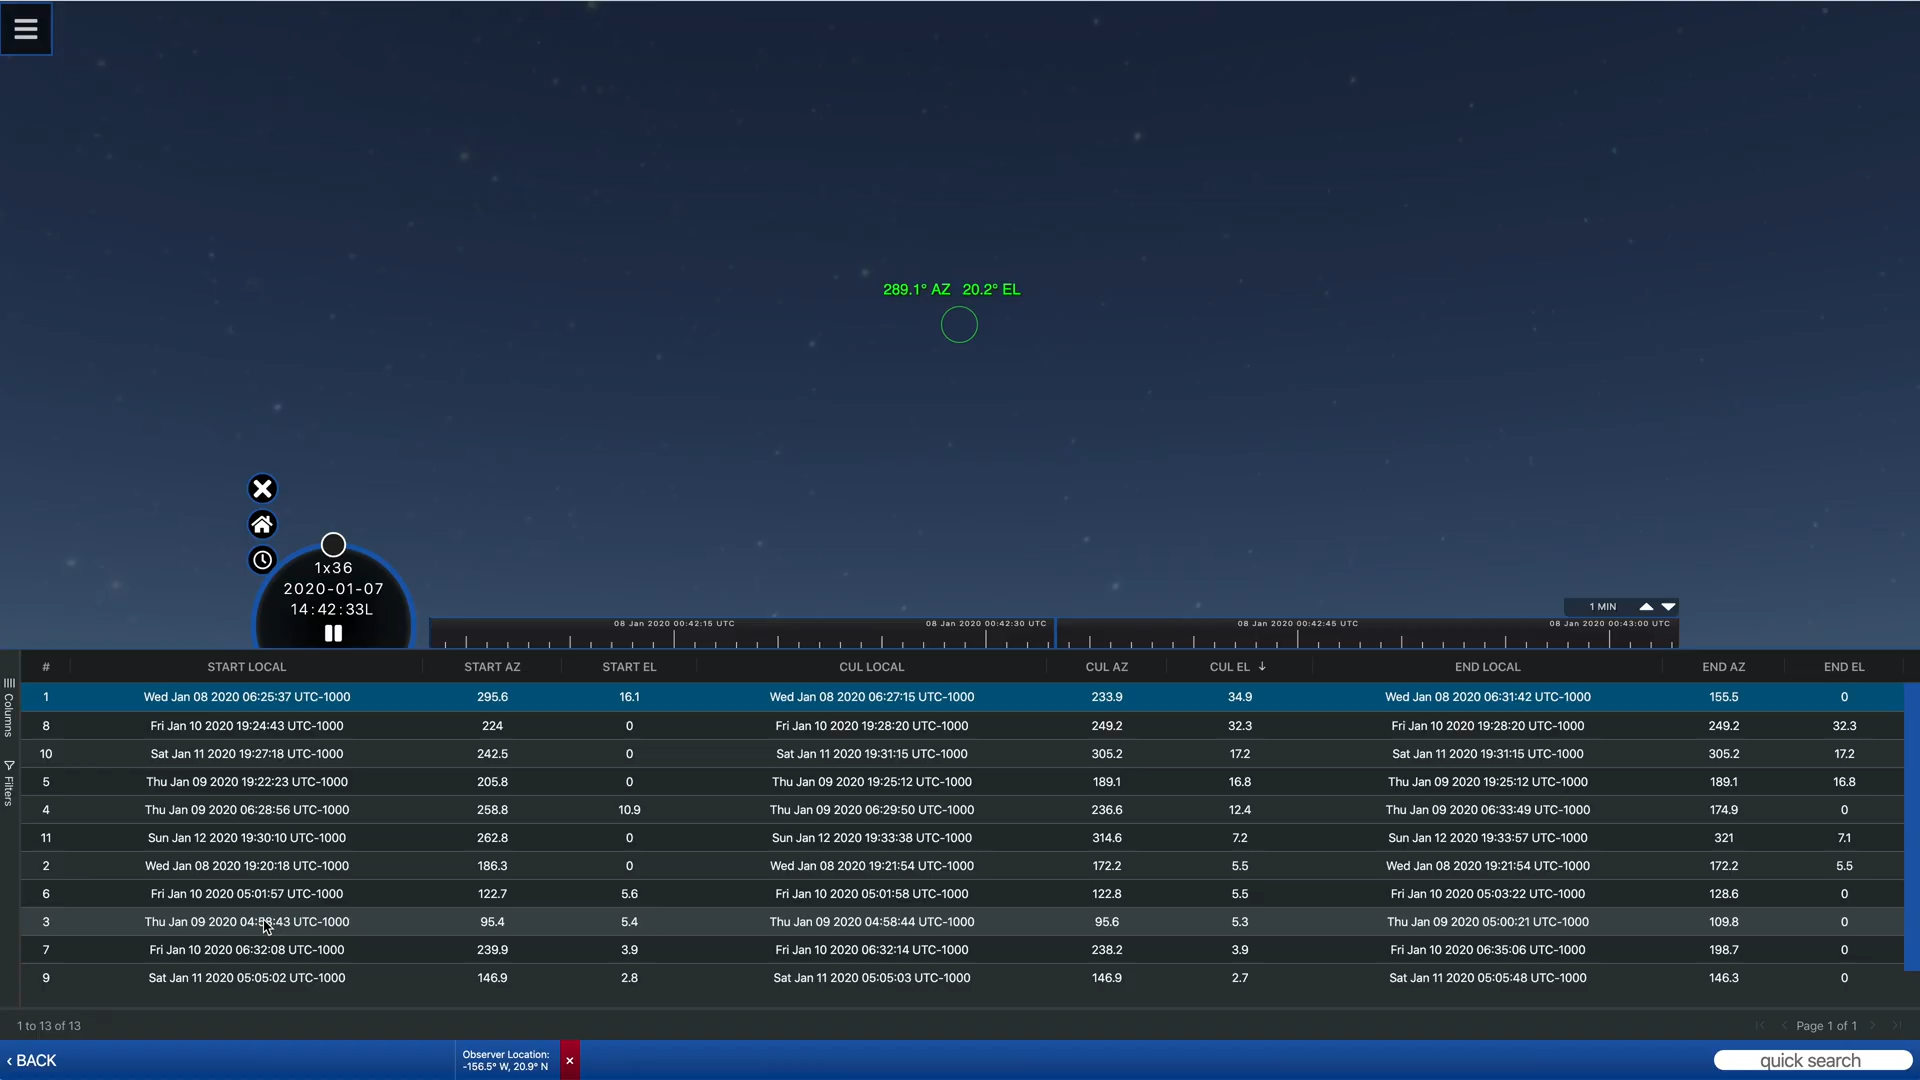 289.1° AZ 20.2° EL
1x36
2020-01-07
14:42:33L
1 MIN
08 Jan 2020 00:42:15 UTC 08 Jan 2020 00:42:30 UTC 08 Jan 2020 00:42:45 UTC 08 Jan 2020 00:43:00 UTC
Columns
Filters
# START LOCAL START AZ START EL CUL LOCAL CUL AZ CUL EL ↓ END LOCAL END AZ END EL
1 Wed Jan 08 2020 06:25:37 UTC-1000 295.6 16.1 Wed Jan 08 2020 06:27:15 UTC-1000 233.9 34.9 Wed Jan 08 2020 06:31:42 UTC-1000 155.5 0
8 Fri Jan 10 2020 19:24:43 UTC-1000 224 0 Fri Jan 10 2020 19:28:20 UTC-1000 249.2 32.3 Fri Jan 10 2020 19:28:20 UTC-1000 249.2 32.3
10 Sat Jan 11 2020 19:27:18 UTC-1000 242.5 0 Sat Jan 11 2020 19:31:15 UTC-1000 305.2 17.2 Sat Jan 11 2020 19:31:15 UTC-1000 305.2 17.2
5 Thu Jan 09 2020 19:22:23 UTC-1000 205.8 0 Thu Jan 09 2020 19:25:12 UTC-1000 189.1 16.8 Thu Jan 09 2020 19:25:12 UTC-1000 189.1 16.8
4 Thu Jan 09 2020 06:28:56 UTC-1000 258.8 10.9 Thu Jan 09 2020 06:29:50 UTC-1000 236.6 12.4 Thu Jan 09 2020 06:33:49 UTC-1000 174.9 0
11 Sun Jan 12 2020 19:30:10 UTC-1000 262.8 0 Sun Jan 12 2020 19:33:38 UTC-1000 314.6 7.2 Sun Jan 12 2020 19:33:57 UTC-1000 321 7.1
2 Wed Jan 08 2020 19:20:18 UTC-1000 186.3 0 Wed Jan 08 2020 19:21:54 UTC-1000 172.2 5.5 Wed Jan 08 2020 19:21:54 UTC-1000 172.2 5.5
6 Fri Jan 10 2020 05:01:57 UTC-1000 122.7 5.6 Fri Jan 10 2020 05:01:58 UTC-1000 122.8 5.5 Fri Jan 10 2020 05:03:22 UTC-1000 128.6 0
3 Thu Jan 09 2020 04:58:43 UTC-1000 95.4 5.4 Thu Jan 09 2020 04:58:44 UTC-1000 95.6 5.3 Thu Jan 09 2020 05:00:21 UTC-1000 109.8 0
7 Fri Jan 10 2020 06:32:08 UTC-1000 239.9 3.9 Fri Jan 10 2020 06:32:14 UTC-1000 238.2 3.9 Fri Jan 10 2020 06:35:06 UTC-1000 198.7 0
9 Sat Jan 11 2020 05:05:02 UTC-1000 146.9 2.8 Sat Jan 11 2020 05:05:03 UTC-1000 146.9 2.7 Sat Jan 11 2020 05:05:48 UTC-1000 146.3 0
1 to 13 of 13
Page 1 of 1
‹ BACK
Observer Location:
-156.5° W, 20.9° N
quick search